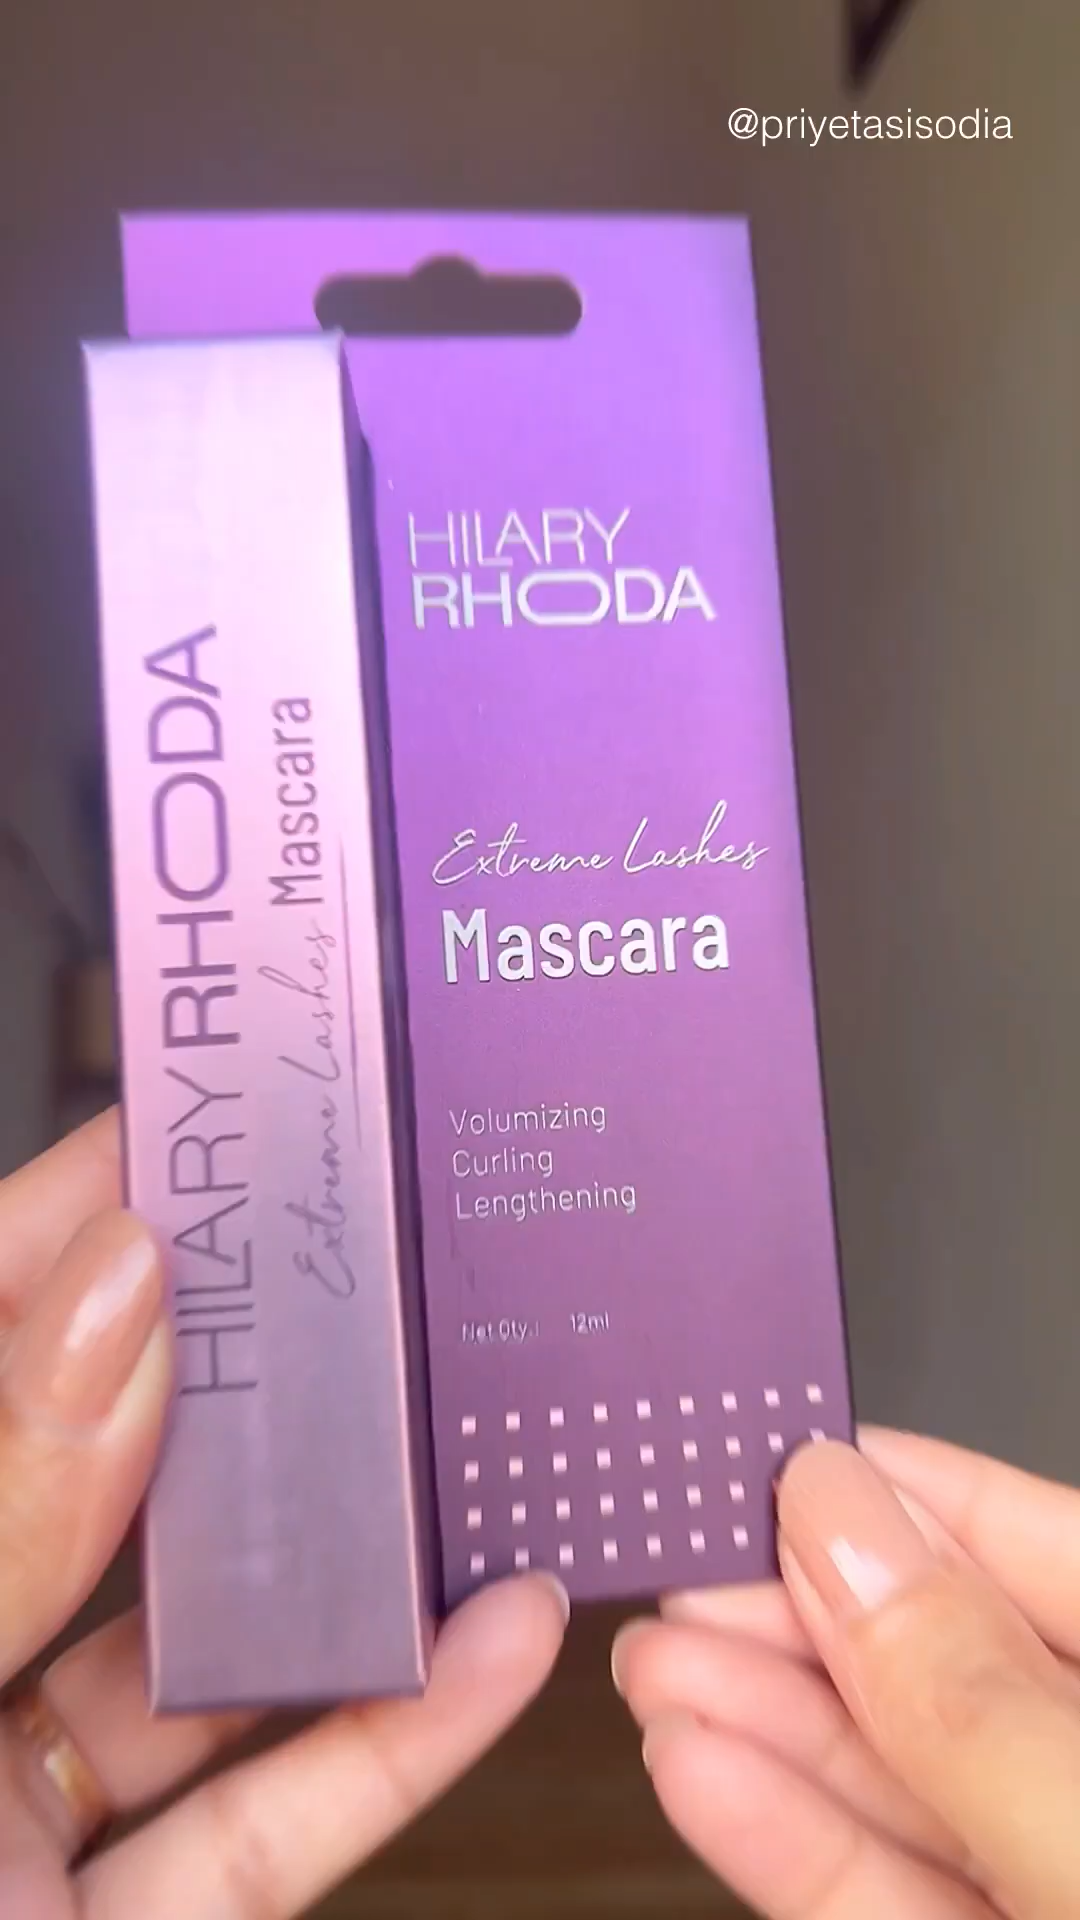 @priyetasisodia
HILARY
RHODA
Extreme Lashes
Mascara
Volumizing
Curling
Lengthening
Net Qty.: 12ml
HILARY RHODA
Extreme Lashes Mascara